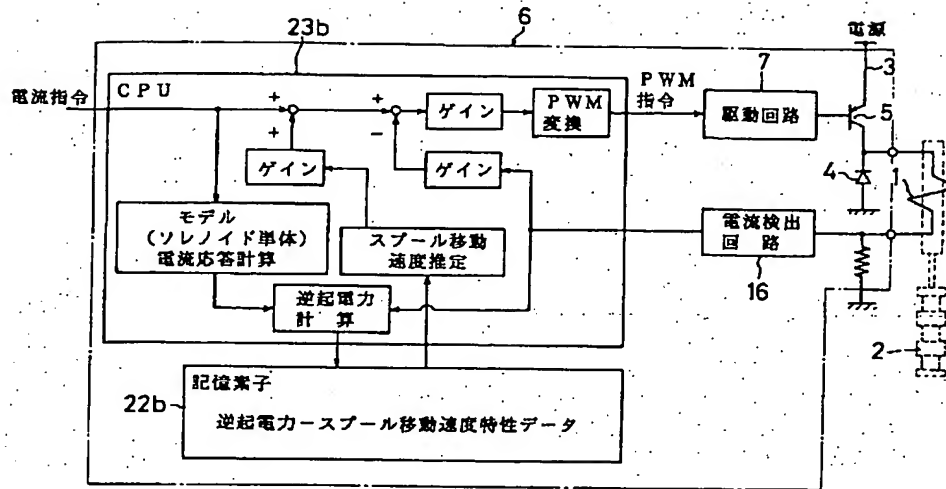 6
電源
23b
CPU
7
3
電流指令
+
+
+
−
ゲイン
PWM
変換
PWM
指令
駆動回路
5
ゲイン
ゲイン
4
1
モデル
(ソレノイド単体)
電流応答計算
スプール移動
速度推定
電流検出
回路
16
逆起電力
計算
2
記憶素子
22b
逆起電力ースプール移動速度特性データ